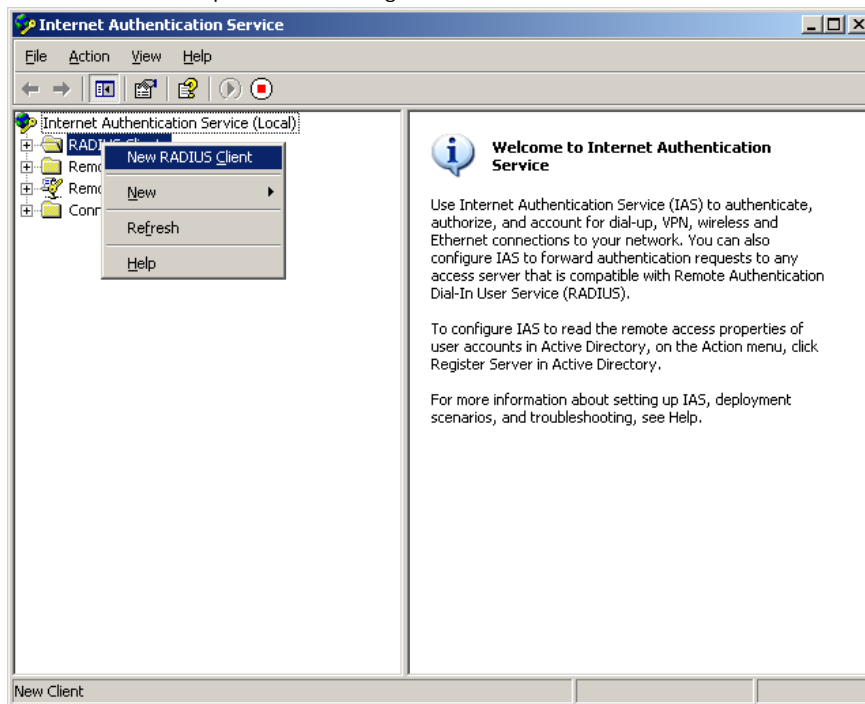 Internet Authentication Service
File Action View Help
Internet Authentication Service (Local)
New RADIUS Client
New
Refresh
Help
Welcome to Internet Authentication
Service
Use Internet Authentication Service (IAS) to authenticate,
authorize, and account for dial-up, VPN, wireless and
Ethernet connections to your network. You can also
configure IAS to forward authentication requests to any
access server that is compatible with Remote Authentication
Dial-In User Service (RADIUS).
To configure IAS to read the remote access properties of
user accounts in Active Directory, on the Action menu, click
Register Server in Active Directory.
For more information about setting up IAS, deployment
scenarios, and troubleshooting, see Help.
New Client